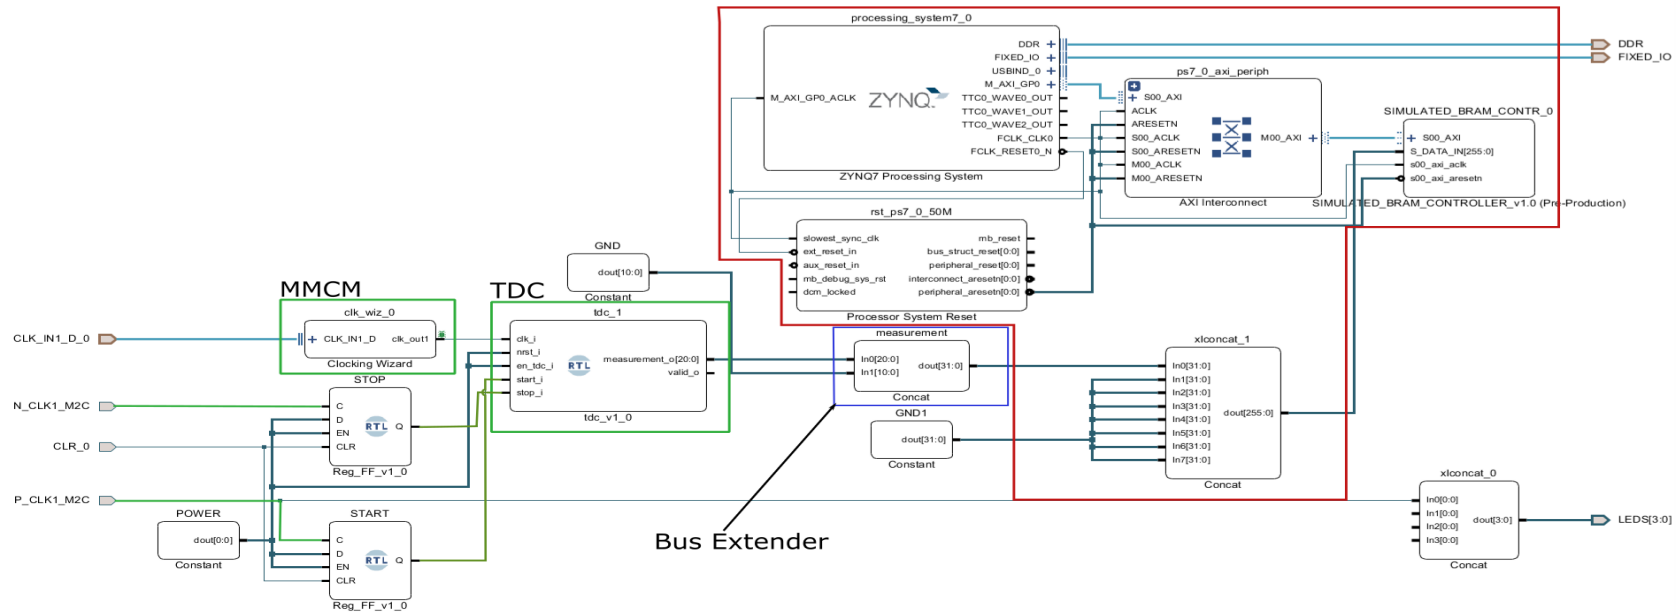 processing_system7_0
DDR
FIXED_IO
USBIND_0
M_AXI_GP0
TTC0_WAVE0_OUT
TTC0_WAVE1_OUT
TTC0_WAVE2_OUT
FCLK_CLK0
FCLK_RESET0_N
M_AXI_GP0_ACLK
ZYNQ
ZYNQ7 Processing System
DDR
FIXED_IO
ps7_0_axi_periph
S00_AXI
ACLK
ARESETN
S00_ACLK
S00_ARESETN
M00_ACLK
M00_ARESETN
M00_AXI
AXI Interconnect
SIMULATED_BRAM_CONTR_0
S00_AXI
S_DATA_IN[255:0]
s00_axi_aclk
s00_axi_aresetn
SIMULATED_BRAM_CONTROLLER_v1.0 (Pre-Production)
rst_ps7_0_50M
slowest_sync_clk
ext_reset_in
aux_reset_in
mb_debug_sys_rst
dcm_locked
mb_reset
bus_struct_reset[0:0]
peripheral_reset[0:0]
interconnect_aresetn[0:0]
peripheral_aresetn[0:0]
Processor System Reset
GND
dout[10:0]
Constant
MMCM
clk_wiz_0
CLK_IN1_D
clk_out1
Clocking Wizard
TDC
tdc_1
clk_i
nrst_i
en_tdc_i
start_i
stop_i
RTL
measurement_o[20:0]
valid_o
tdc_v1_0
measurement
In0[20:0]
In1[10:0]
dout[31:0]
Concat
xlconcat_1
In0[31:0]
In1[31:0]
In2[31:0]
In3[31:0]
In4[31:0]
In5[31:0]
In6[31:0]
In7[31:0]
dout[255:0]
Concat
GND1
dout[31:0]
Constant
CLK_IN1_D_0
N_CLK1_M2C
CLR_0
P_CLK1_M2C
STOP
C
D
EN
CLR
RTL
Q
Reg_FF_v1_0
POWER
dout[0:0]
Constant
START
C
D
EN
CLR
RTL
Q
Reg_FF_v1_0
Bus Extender
xlconcat_0
In0[0:0]
In1[0:0]
In2[0:0]
In3[0:0]
dout[3:0]
Concat
LEDS[3:0]